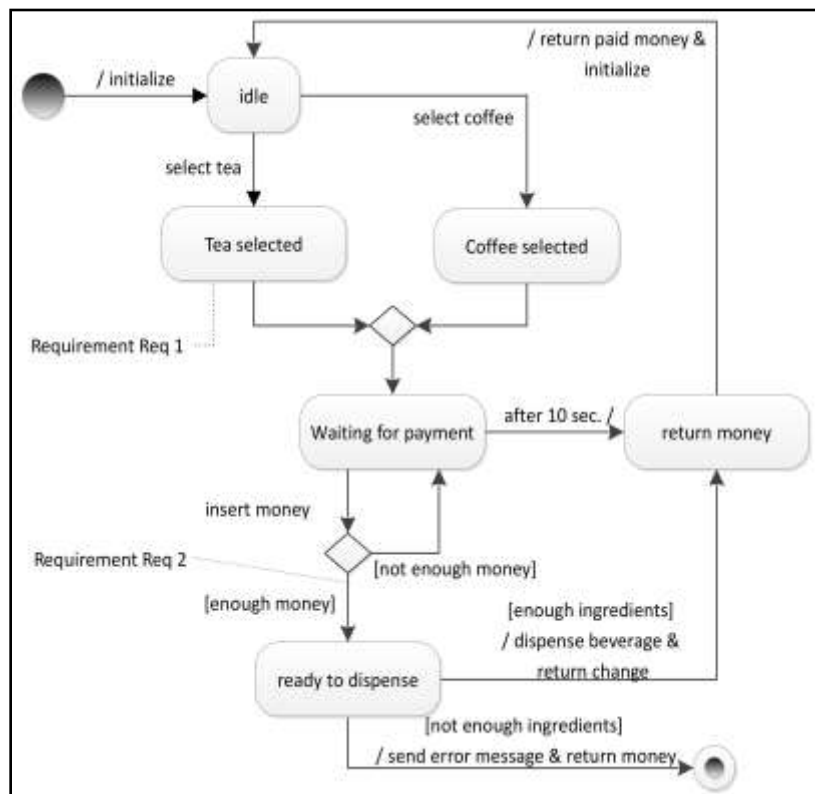 / return paid money &
initialize
/ initialize
idle
select coffee
select tea
Tea selected
Coffee selected
Requirement Req 1
Waiting for payment
after 10 sec. /
return money
insert money
Requirement Req 2
[not enough money]
[enough money]
[enough ingredients]
/ dispense beverage &
return change
ready to dispense
[not enough ingredients]
/ send error message & return money